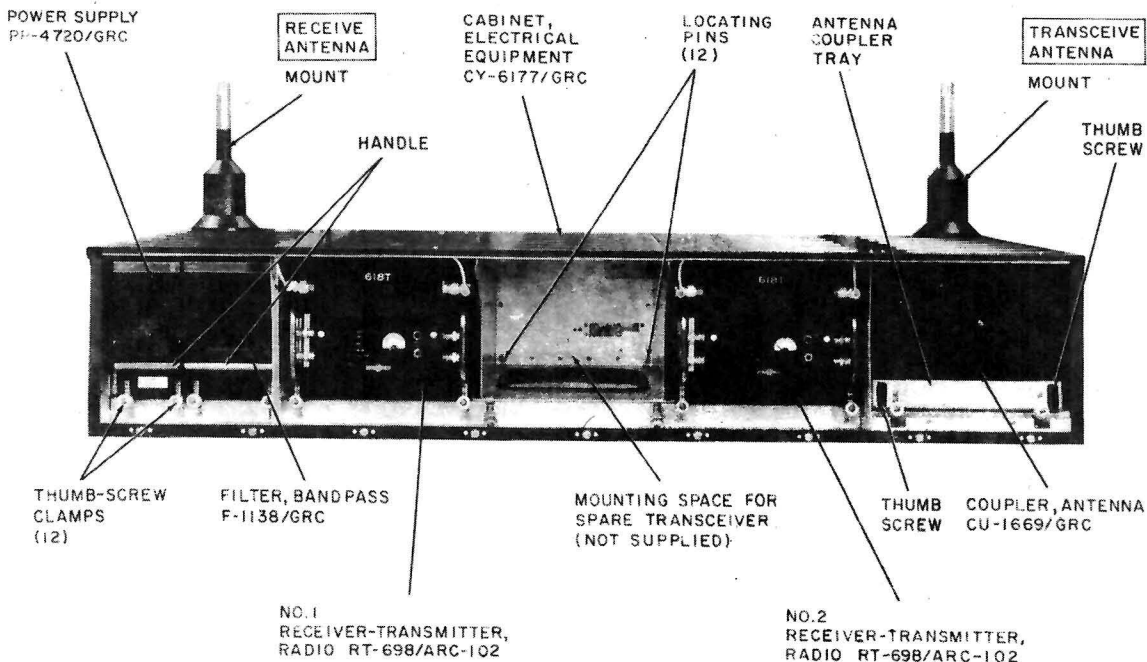 POWER SUPPLY
PP-4720/GRC
RECEIVE
ANTENNA
MOUNT
CABINET,
ELECTRICAL
EQUIPMENT
CY-6177/GRC
LOCATING
PINS
(12)
ANTENNA
COUPLER
TRAY
TRANSCEIVE
ANTENNA
MOUNT
HANDLE
THUMB
SCREW
618T
618T
THUMB-SCREW
CLAMPS
(12)
FILTER, BANDPASS
F-1138/GRC
MOUNTING SPACE FOR
SPARE TRANSCEIVER
(NOT SUPPLIED)
THUMB
SCREW
COUPLER, ANTENNA
CU-1669/GRC
NO.1
RECEIVER-TRANSMITTER,
RADIO RT-698/ARC-102
NO.2
RECEIVER-TRANSMITTER,
RADIO RT-698/ARC-102